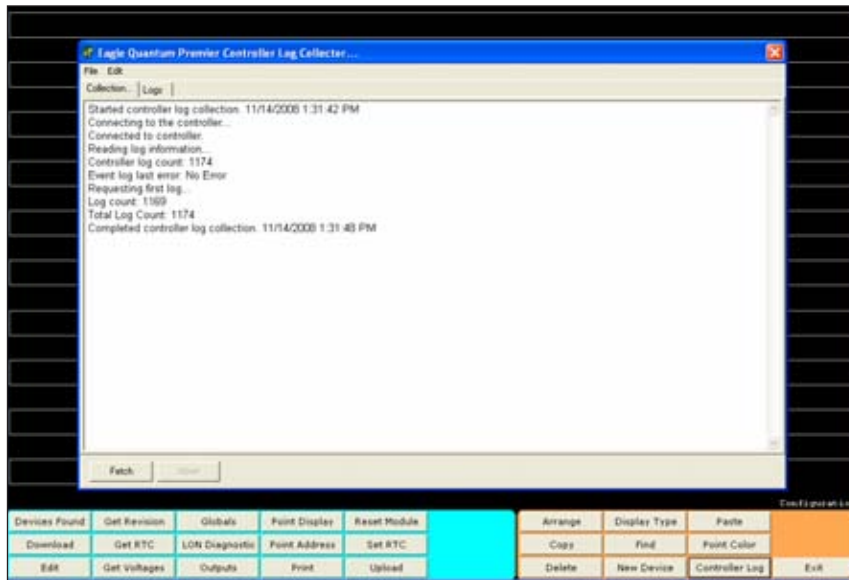 Eagle Quantum Premier Controller Log Collector...
File Edit
Collection... Logs
Started controller log collection. 11/14/2008 1:31:42 PM
Connecting to the controller...
Connected to controller.
Reading log information...
Controller log count: 1174
Event log last error: No Error
Requesting first log...
Log count: 1169
Total Log Count: 1174
Completed controller log collection. 11/14/2008 1:31:48 PM
Fetch
Configuratio
Devices Found Get Revision Globals Point Display Reset Module Arrange Display Type Paste
Download Get RTC LON Diagnostic Point Address Set RTC Copy Find Point Color
Edit Get Voltages Outputs Print Upload Delete New Device Controller Log Exit